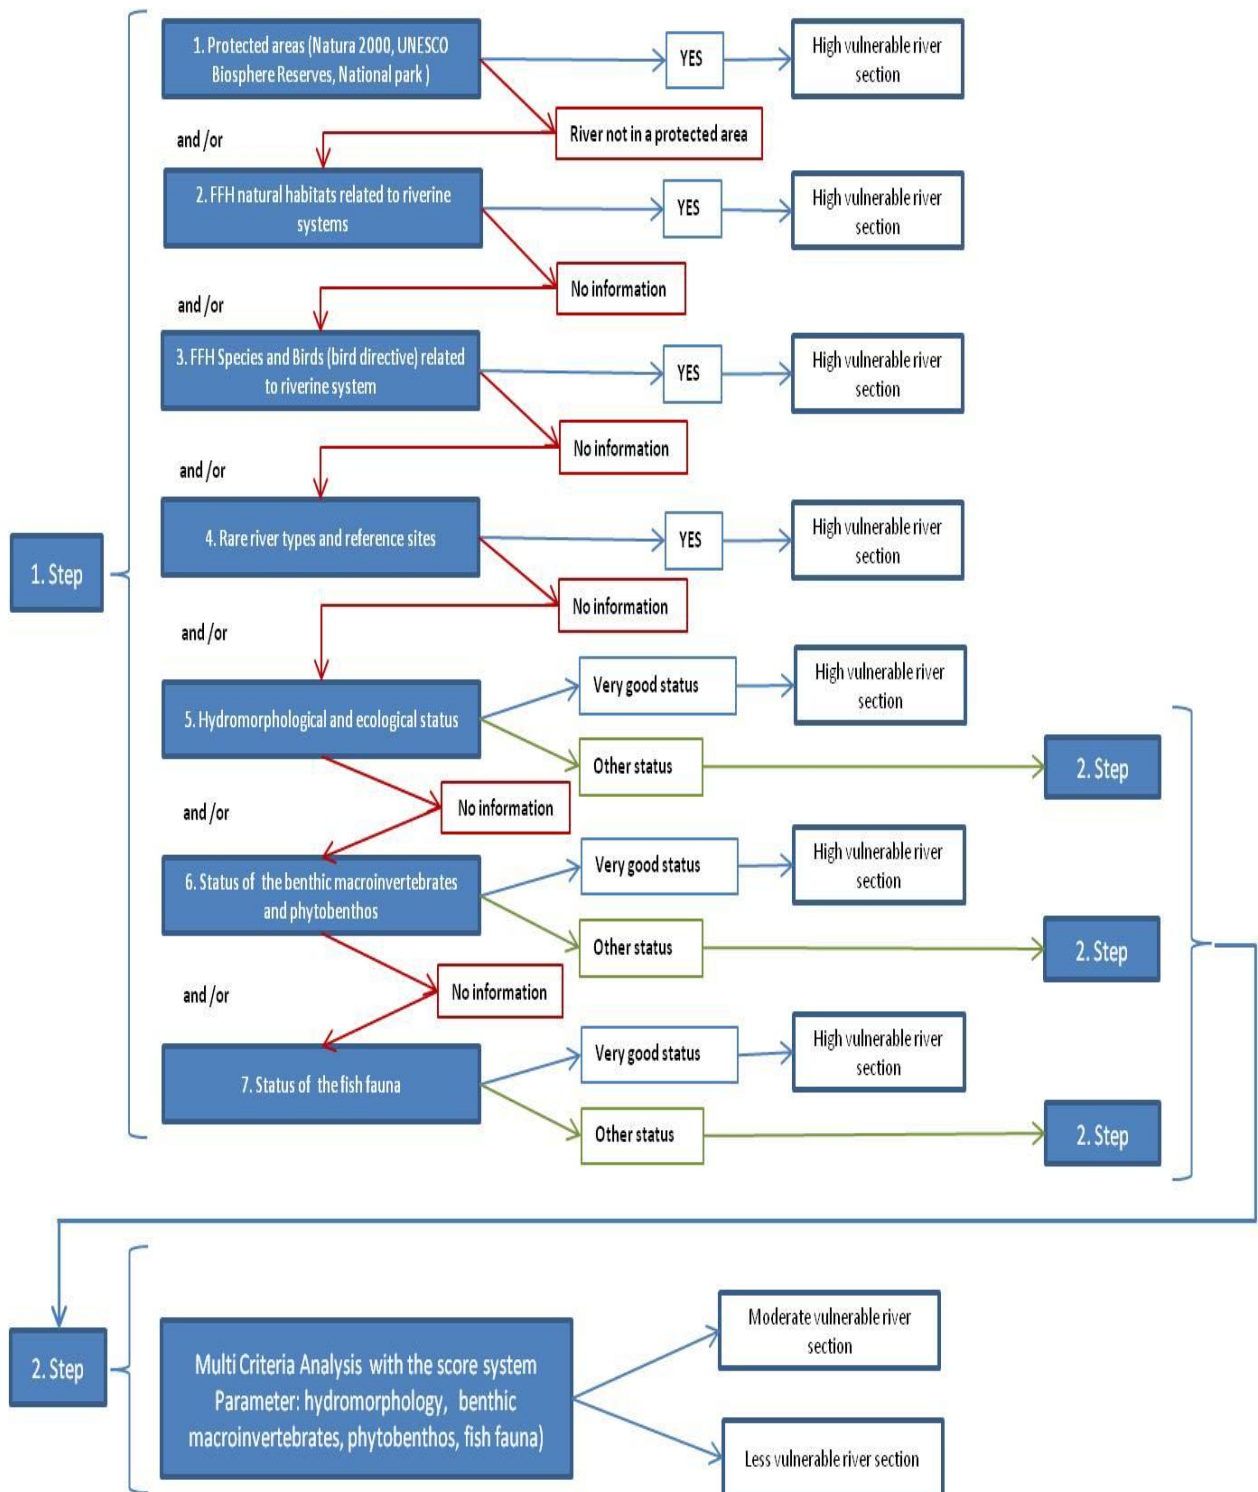 1. Protected areas (Natura 2000, UNESCO
Biosphere Reserves, National park )
YES
High vulnerable river
section
and /or
River not in a protected area
2. FFH natural habitats related to riverine
systems
YES
High vulnerable river
section
and /or
No information
3. FFH Species and Birds (bird directive) related
to riverine system
YES
High vulnerable river
section
and /or
No information
4. Rare river types and reference sites
YES
High vulnerable river
section
1. Step
and /or
No information
5. Hydromorphological and ecological status
Very good status
High vulnerable river
section
Other status
2. Step
and /or
No information
6. Status of the benthic macroinvertebrates
and phytobenthos
Very good status
High vulnerable river
section
Other status
2. Step
and /or
No information
7. Status of the fish fauna
Very good status
High vulnerable river
section
Other status
2. Step
2. Step
Multi Criteria Analysis with the score system
Parameter: hydromorphology, benthic
macroinvertebrates, phytobenthos, fish fauna)
Moderate vulnerable river
section
Less vulnerable river section